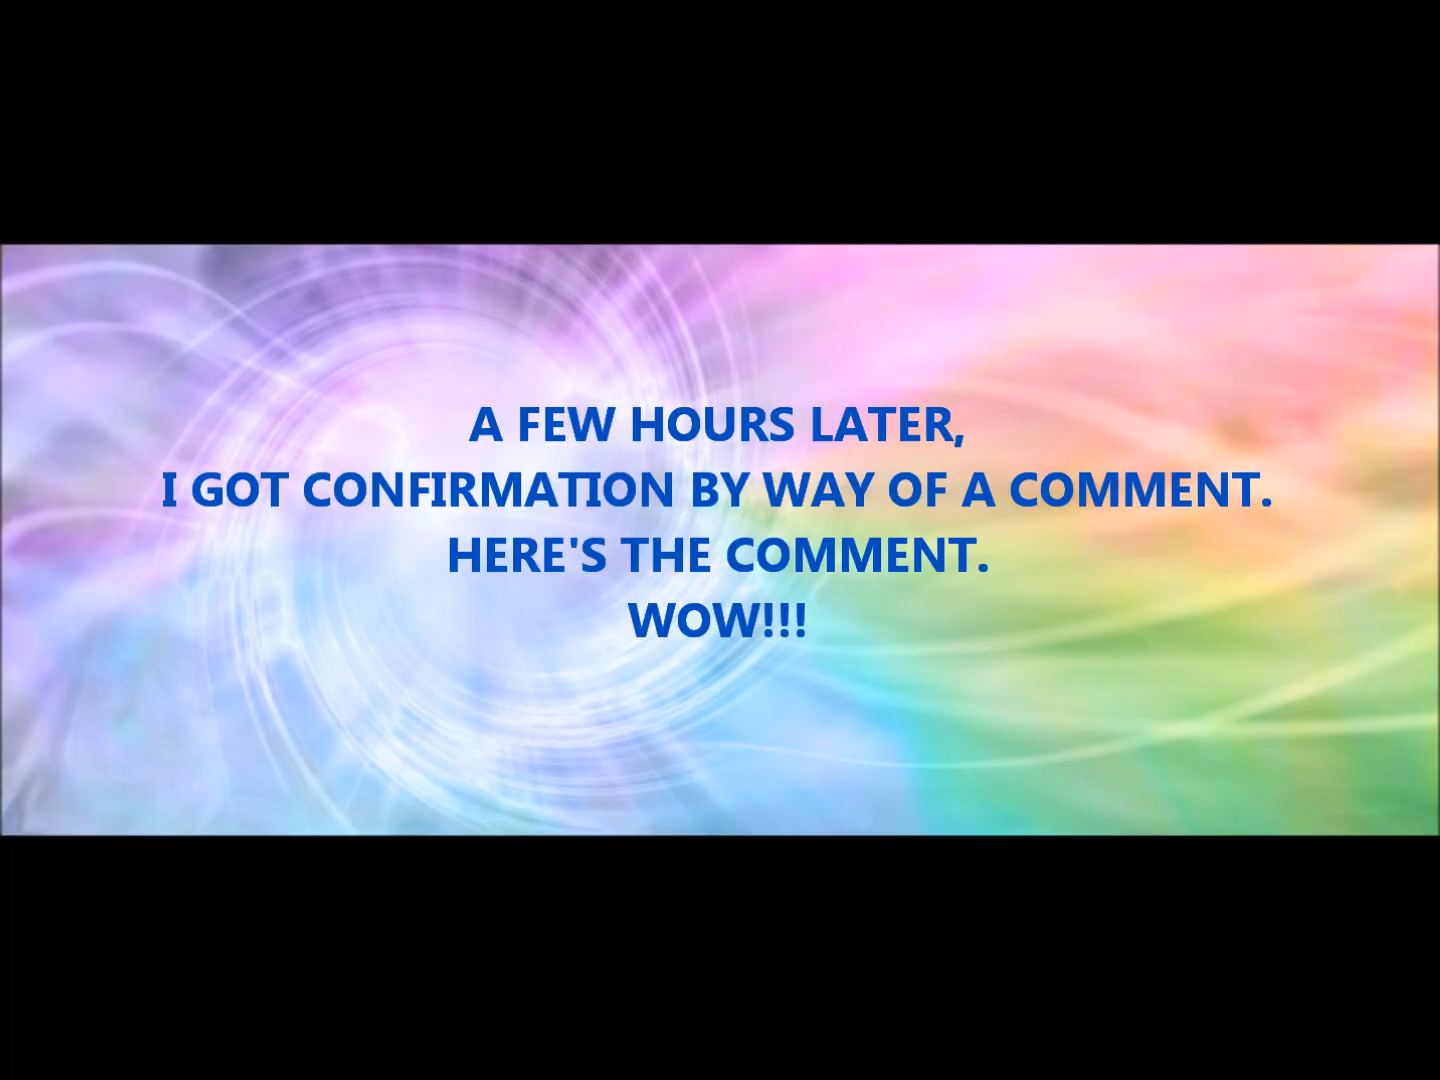 A FEW HOURS LATER,
I GOT CONFIRMATION BY WAY OF A COMMENT.
HERE'S THE COMMENT.
WOW!!!